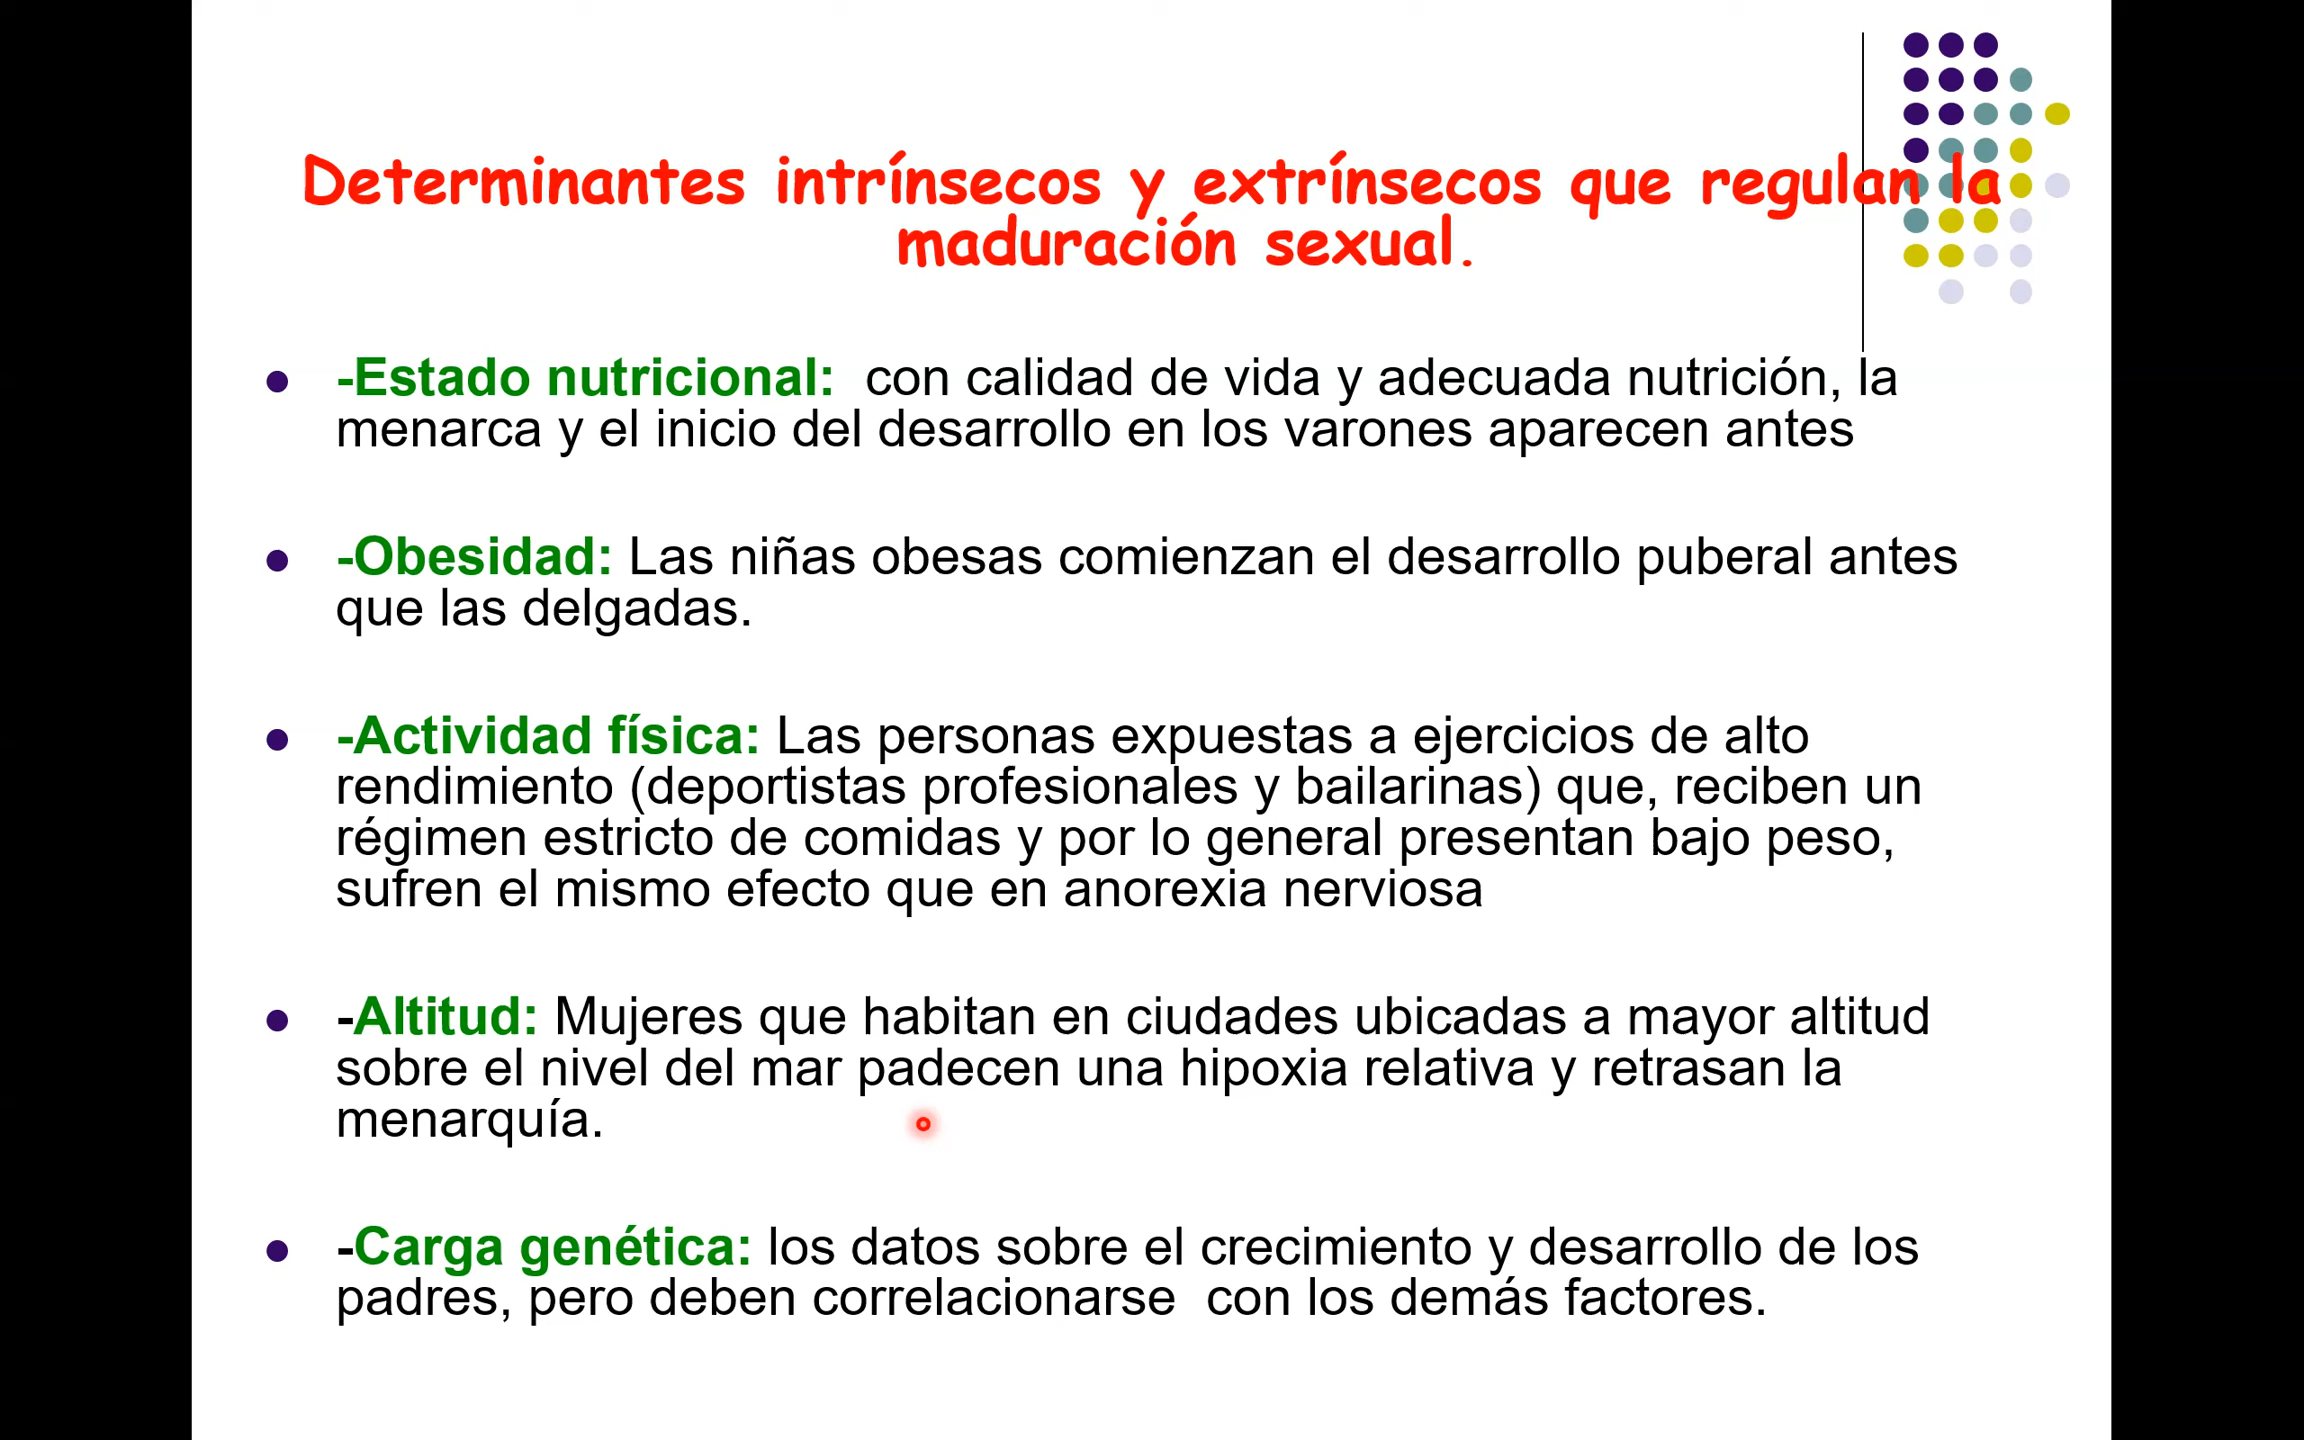 Determinantes intrínsecos y extrínsecos que regulan la
maduración sexual.
● -Estado nutricional:  con calidad de vida y adecuada nutrición, la
menarca y el inicio del desarrollo en los varones aparecen antes
● -Obesidad: Las niñas obesas comienzan el desarrollo puberal antes
que las delgadas.
● -Actividad física: Las personas expuestas a ejercicios de alto
rendimiento (deportistas profesionales y bailarinas) que, reciben un
régimen estricto de comidas y por lo general presentan bajo peso,
sufren el mismo efecto que en anorexia nerviosa
● -Altitud: Mujeres que habitan en ciudades ubicadas a mayor altitud
sobre el nivel del mar padecen una hipoxia relativa y retrasan la
menarquía.
● -Carga genética: los datos sobre el crecimiento y desarrollo de los
padres, pero deben correlacionarse  con los demás factores.